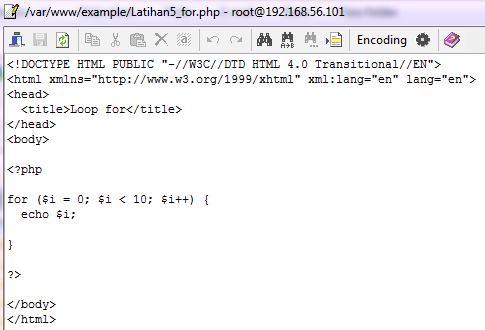 /var/www/example/Latihan5_for.php - root@192.168.56.101
Encoding
<!DOCTYPE HTML PUBLIC "-//W3C//DTD HTML 4.0 Transitional//EN">
<html xmlns="http://www.w3.org/1999/xhtml" xml:lang="en" lang="en">
<head>
  <title>Loop for</title>
</head>
<body>

<?php

for ($i = 0; $i < 10; $i++) {
  echo $i;

}

?>

</body>
</html>